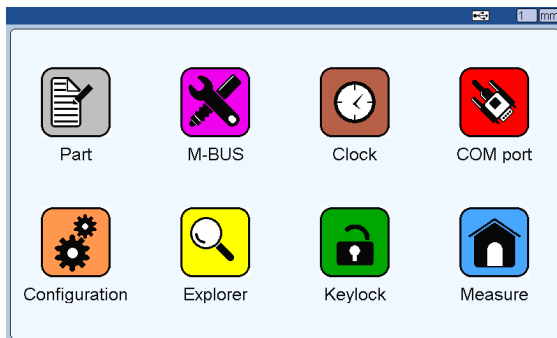 1 mm
Part M-BUS Clock COM port
Configuration Explorer Keylock Measure